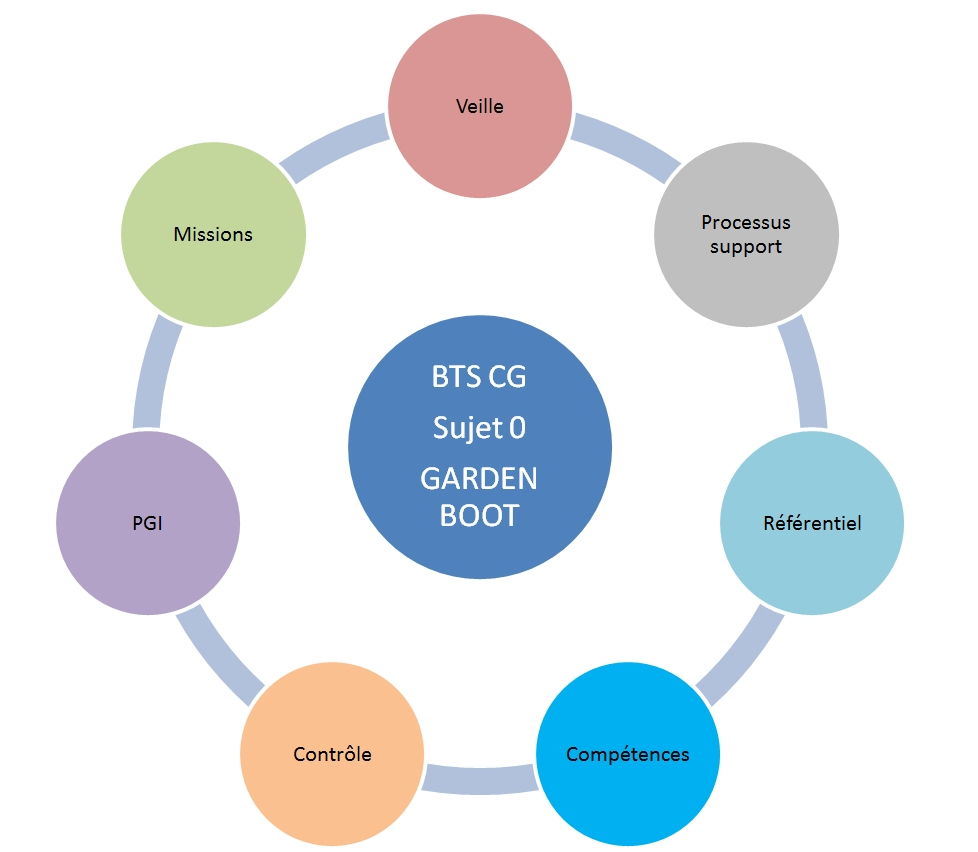 Veille
Missions
Processus
support
BTS CG
Sujet 0
GARDEN
BOOT
PGI
Référentiel
Contrôle
Compétences